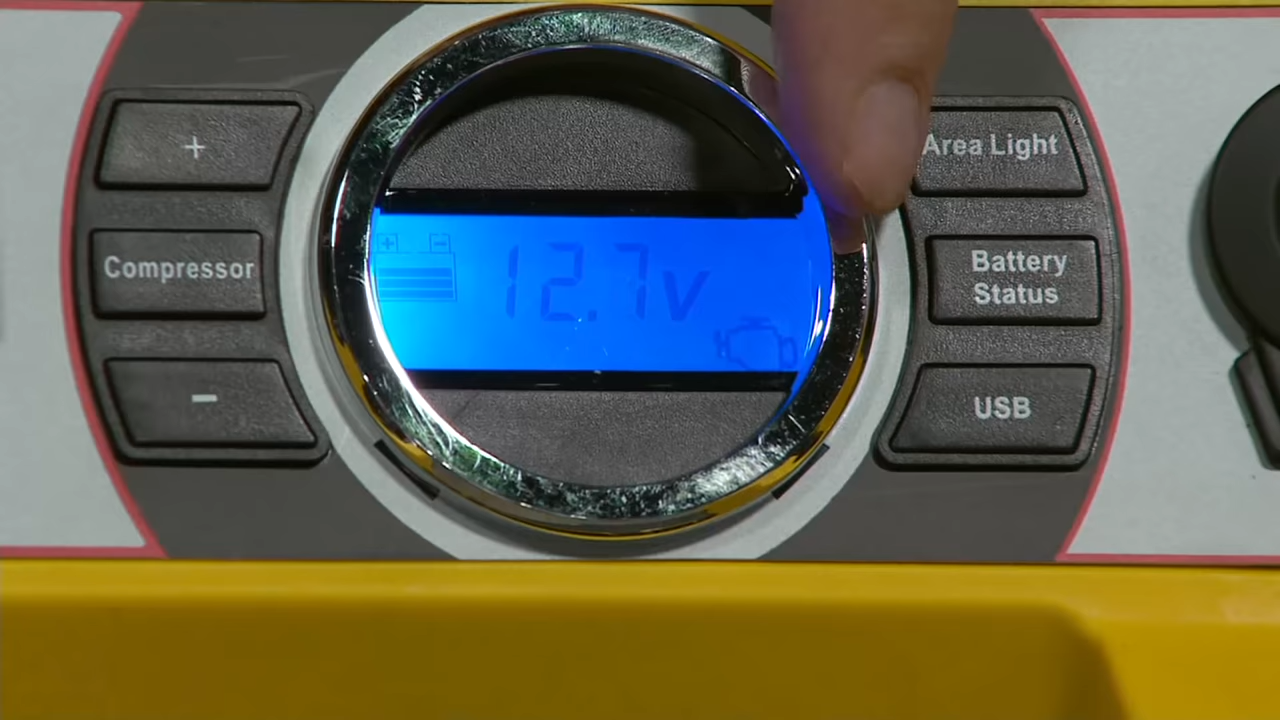 +
Compressor
-
12.7v
Area Light
Battery
Status
USB